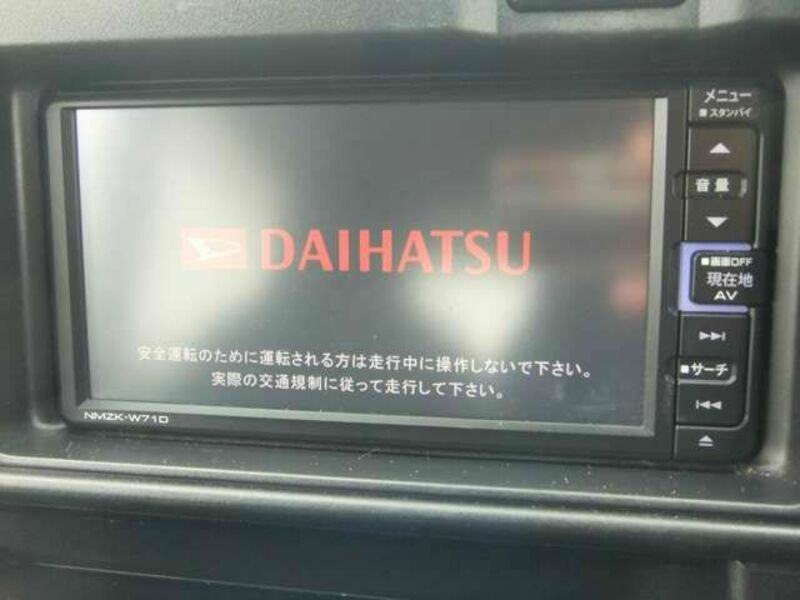 DAIHATSU
安全運転のために運転される方は走行中に操作しないで下さい。
実際の交通規制に従って走行して下さい。
NMZK-W71D
メニュー
スタンバイ
音量
画面OFF
現在地
AV
サーチ